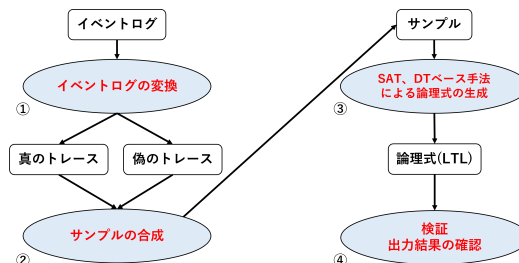 イベントログ
イベントログの変換
①
真のトレース
偽のトレース
サンプルの合成
②
サンプル
SAT、DTベース手法
による論理式の生成
③
論理式(LTL)
検証
出力結果の確認
④